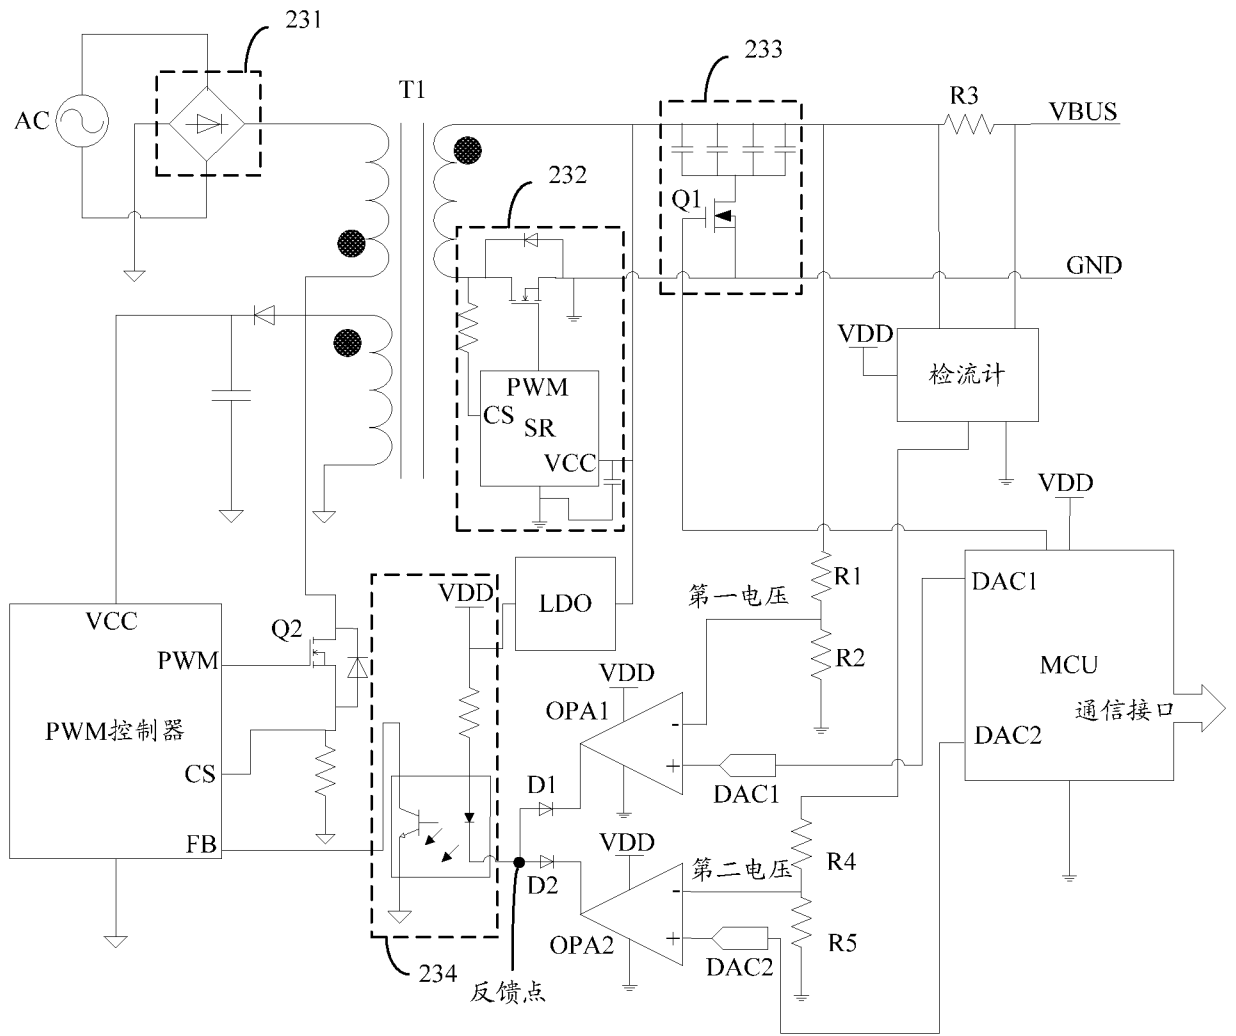 231
AC
T1
233
R3
VBUS
232
Q1
GND
VDD
检流计
PWM
CS
SR
VCC
VDD
DAC1
R1
第一电压
R2
MCU
通信接口
DAC2
LDO
VDD
VCC
Q2
PWM
PWM控制器
CS
FB
VDD
OPA1
-
+
DAC1
D1
VDD
第二电压
R4
D2
-
OPA2
+
DAC2
R5
234
反馈点